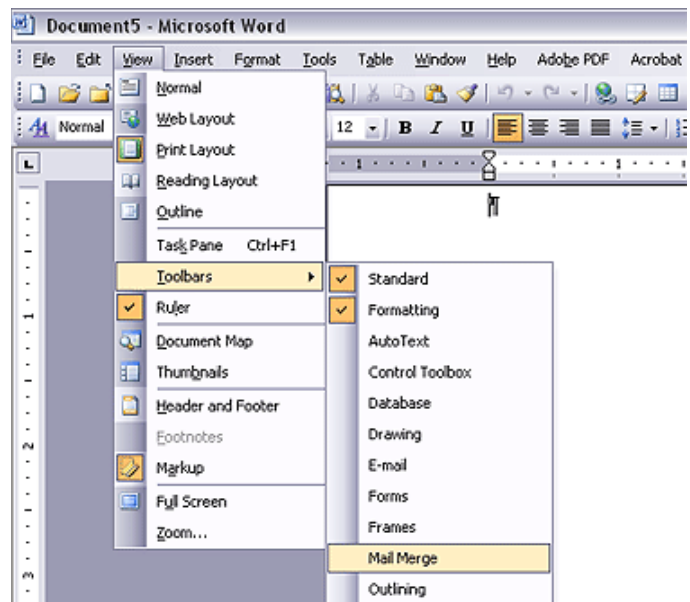 Document5 - Microsoft Word
File Edit View Insert Format Tools Table Window Help Adobe PDF Acrobat
Normal 12 B I U
Normal
Web Layout
Print Layout
Reading Layout
Outline
Task Pane Ctrl+F1
Toolbars
Ruler
Document Map
Thumbnails
Header and Footer
Footnotes
Markup
Full Screen
Zoom...
Standard
Formatting
AutoText
Control Toolbox
Database
Drawing
E-mail
Forms
Frames
Mail Merge
Outlining